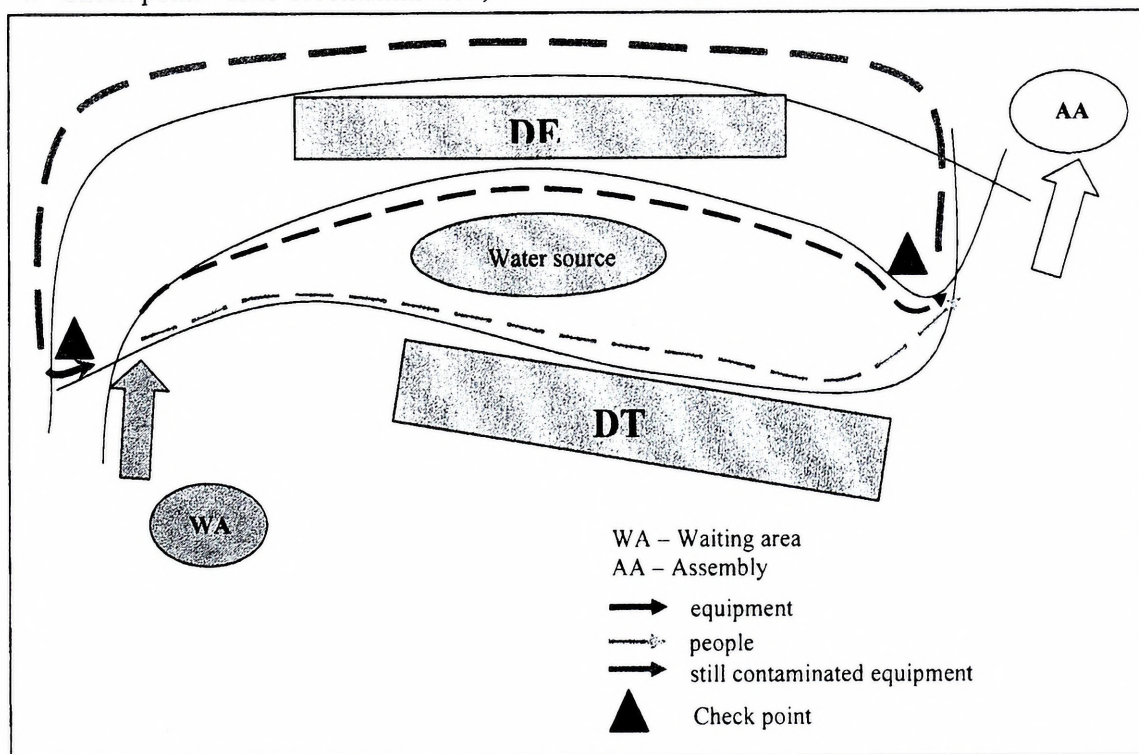 DE
AA
Water source
DT
WA
WA – Waiting area
AA – Assembly
equipment
people
still contaminated equipment
Check point